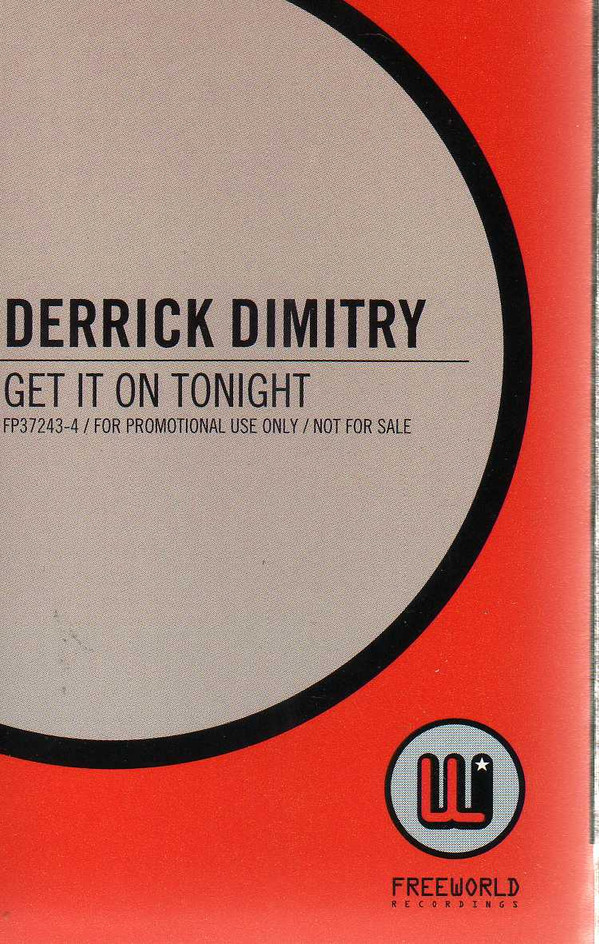 DERRICK DIMITRY
GET IT ON TONIGHT
FP37243-4 / FOR PROMOTIONAL USE ONLY / NOT FOR SALE
FREEWORLD
RECORDINGS